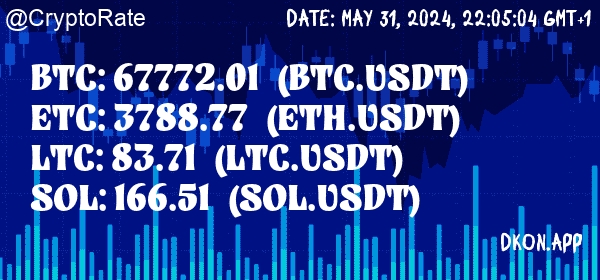 @CryptoRate
DATE: MAY 31, 2024, 22:05:04 GMT+1
BTC: 67772.01 (BTC.USDT)
ETC: 3788.77 (ETH.USDT)
LTC: 83.71 (LTC.USDT)
SOL: 166.51 (SOL.USDT)
DKON.APP